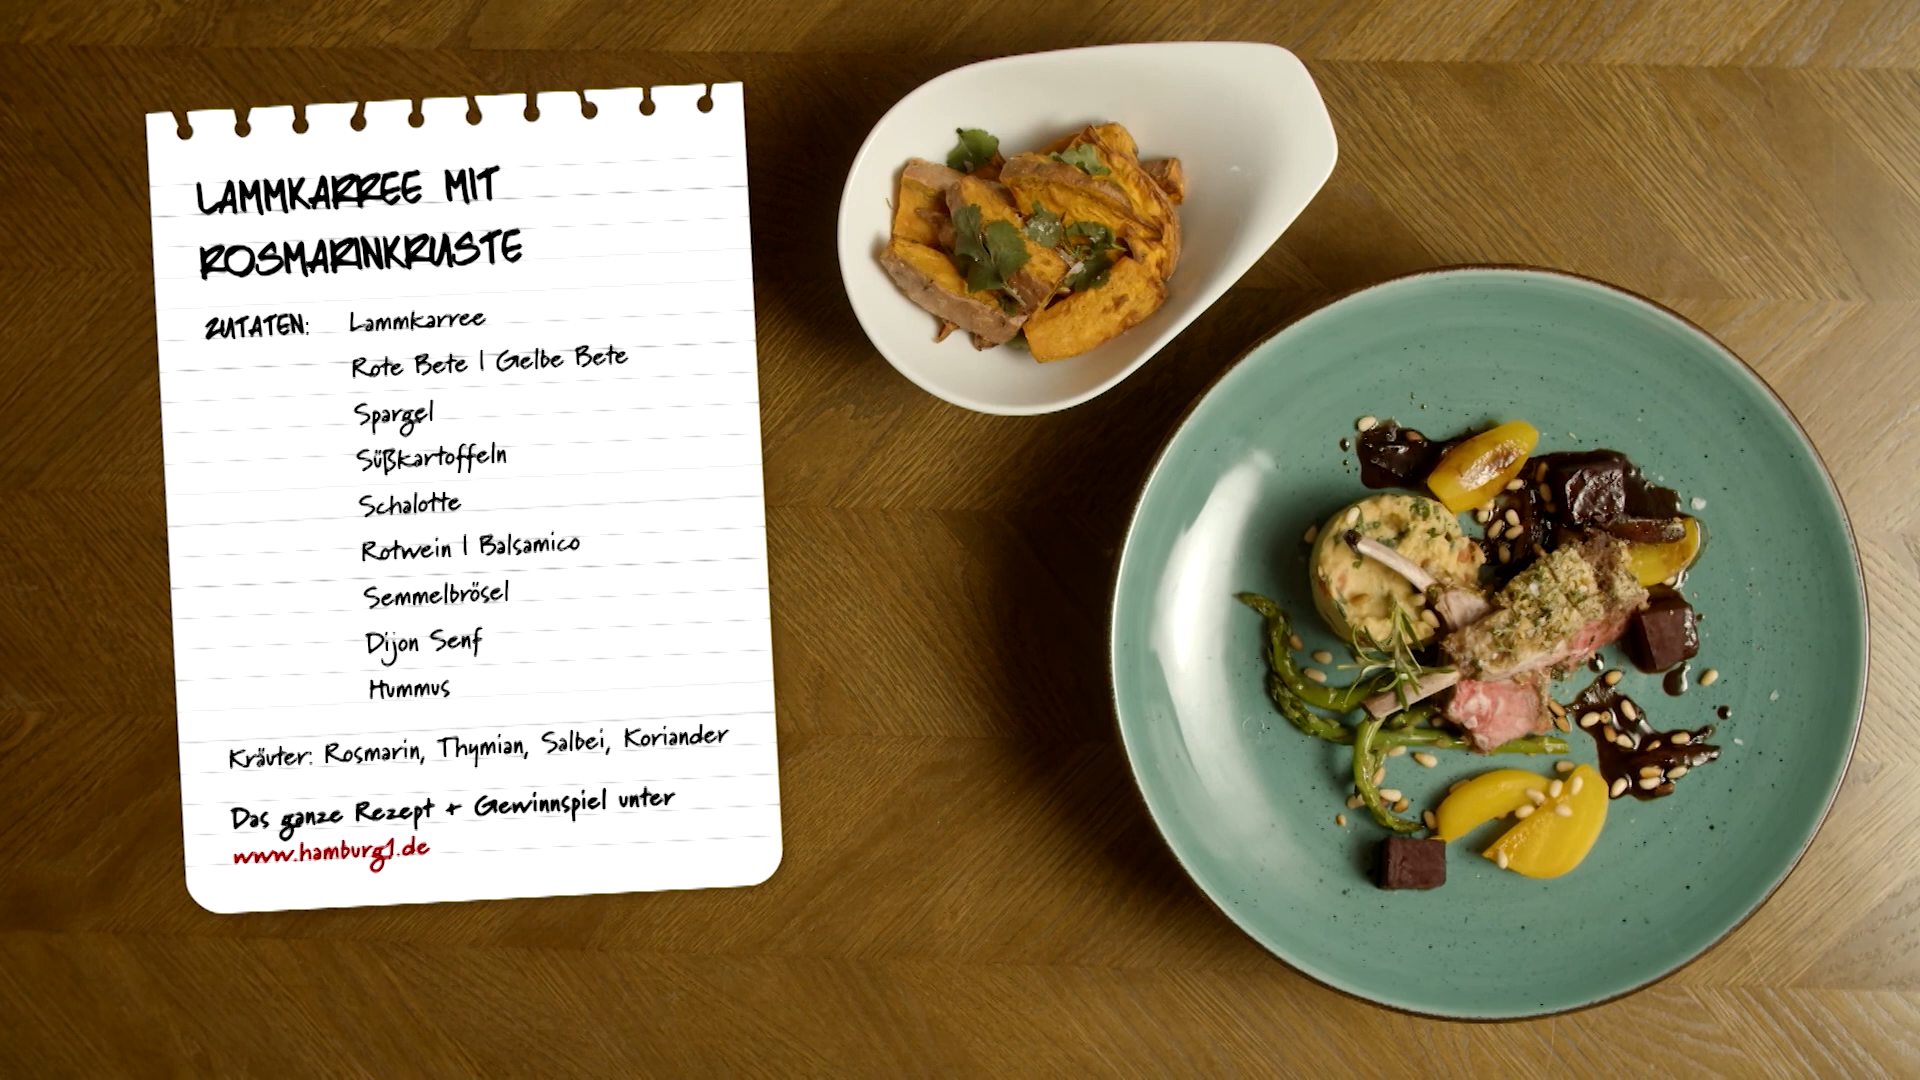 LAMMKARREE MIT
ROSMARINKRUSTE
ZUTATEN: Lammkarree
Rote Bete | Gelbe Bete
Spargel
Süßkartoffeln
Schalotte
Rotwein | Balsamico
Semmelbrösel
Dijon Senf
Hummus
Kräuter: Rosmarin, Thymian, Salbei, Koriander
Das ganze Rezept + Gewinnspiel unter
www.hamburg1.de